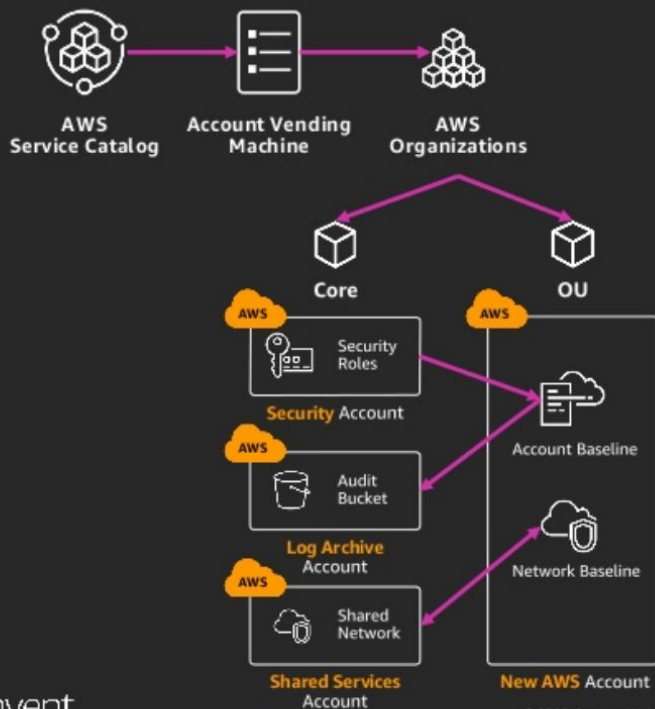 AWS
Service Catalog
Account Vending
Machine
AWS
Organizations
Core
OU
AWS
Security
Roles
Security Account
AWS
Audit
Bucket
Log Archive
Account
AWS
Shared
Network
Shared Services
Account
AWS
Account Baseline
Network Baseline
New AWS Account